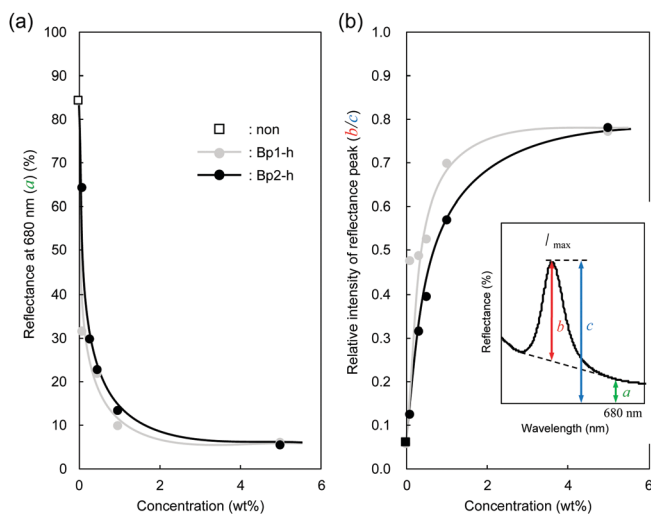 (a)
100
90
80
70
60
50
40
30
20
10
0
Reflectance at 680 nm (a) (%)
: non
: Bp1-h
: Bp2-h
0 2 4 6
Concentration (wt%)
(b)
1.0
0.9
0.8
0.7
0.6
0.5
0.4
0.3
0.2
0.1
0.0
Relative intensity of reflectance peak (b/c)
l max
b
c
a
Reflectance (%)
680 nm
Wavelength (nm)
0 2 4 6
Concentration (wt%)